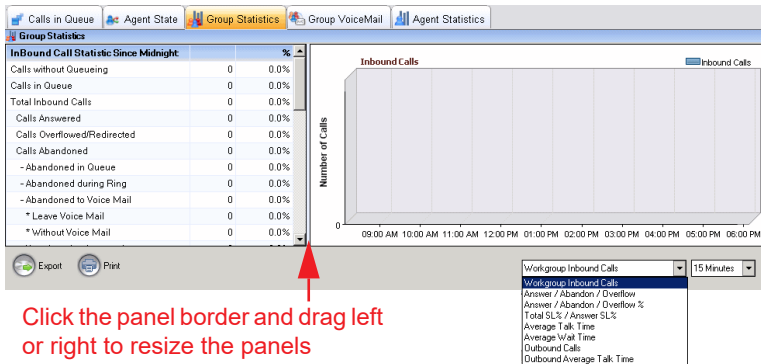 Calls in Queue Agent State Group Statistics Group VoiceMail Agent Statistics
Group Statistics
InBound Call Statistic Since Midnight: %
Calls without Queueing 0 0.0%
Calls in Queue 0 0.0%
Total Inbound Calls 0 0.0%
Calls Answered 0 0.0%
Calls Overflowed/Redirected 0 0.0%
Calls Abandoned 0 0.0%
- Abandoned in Queue 0 0.0%
- Abandoned during Ring 0 0.0%
- Abandoned to Voice Mail 0 0.0%
* Leave Voice Mail 0 0.0%
* Without Voice Mail 0 0.0%
Inbound Calls
Inbound Calls
Number of Calls
0
09:00 AM 10:00 AM 11:00 AM 12:00 PM 01:00 PM 02:00 PM 03:00 PM 04:00 PM 05:00 PM 06:00 PM
Export Print
Workgroup Inbound Calls 15 Minutes
Workgroup Inbound Calls
Answer / Abandon / Overflow
Answer / Abandon / Overflow %
Total SL% / Answer SL%
Average Talk Time
Average Wait Time
Outbound Calls
Outbound Average Talk Time
Click the panel border and drag left
or right to resize the panels